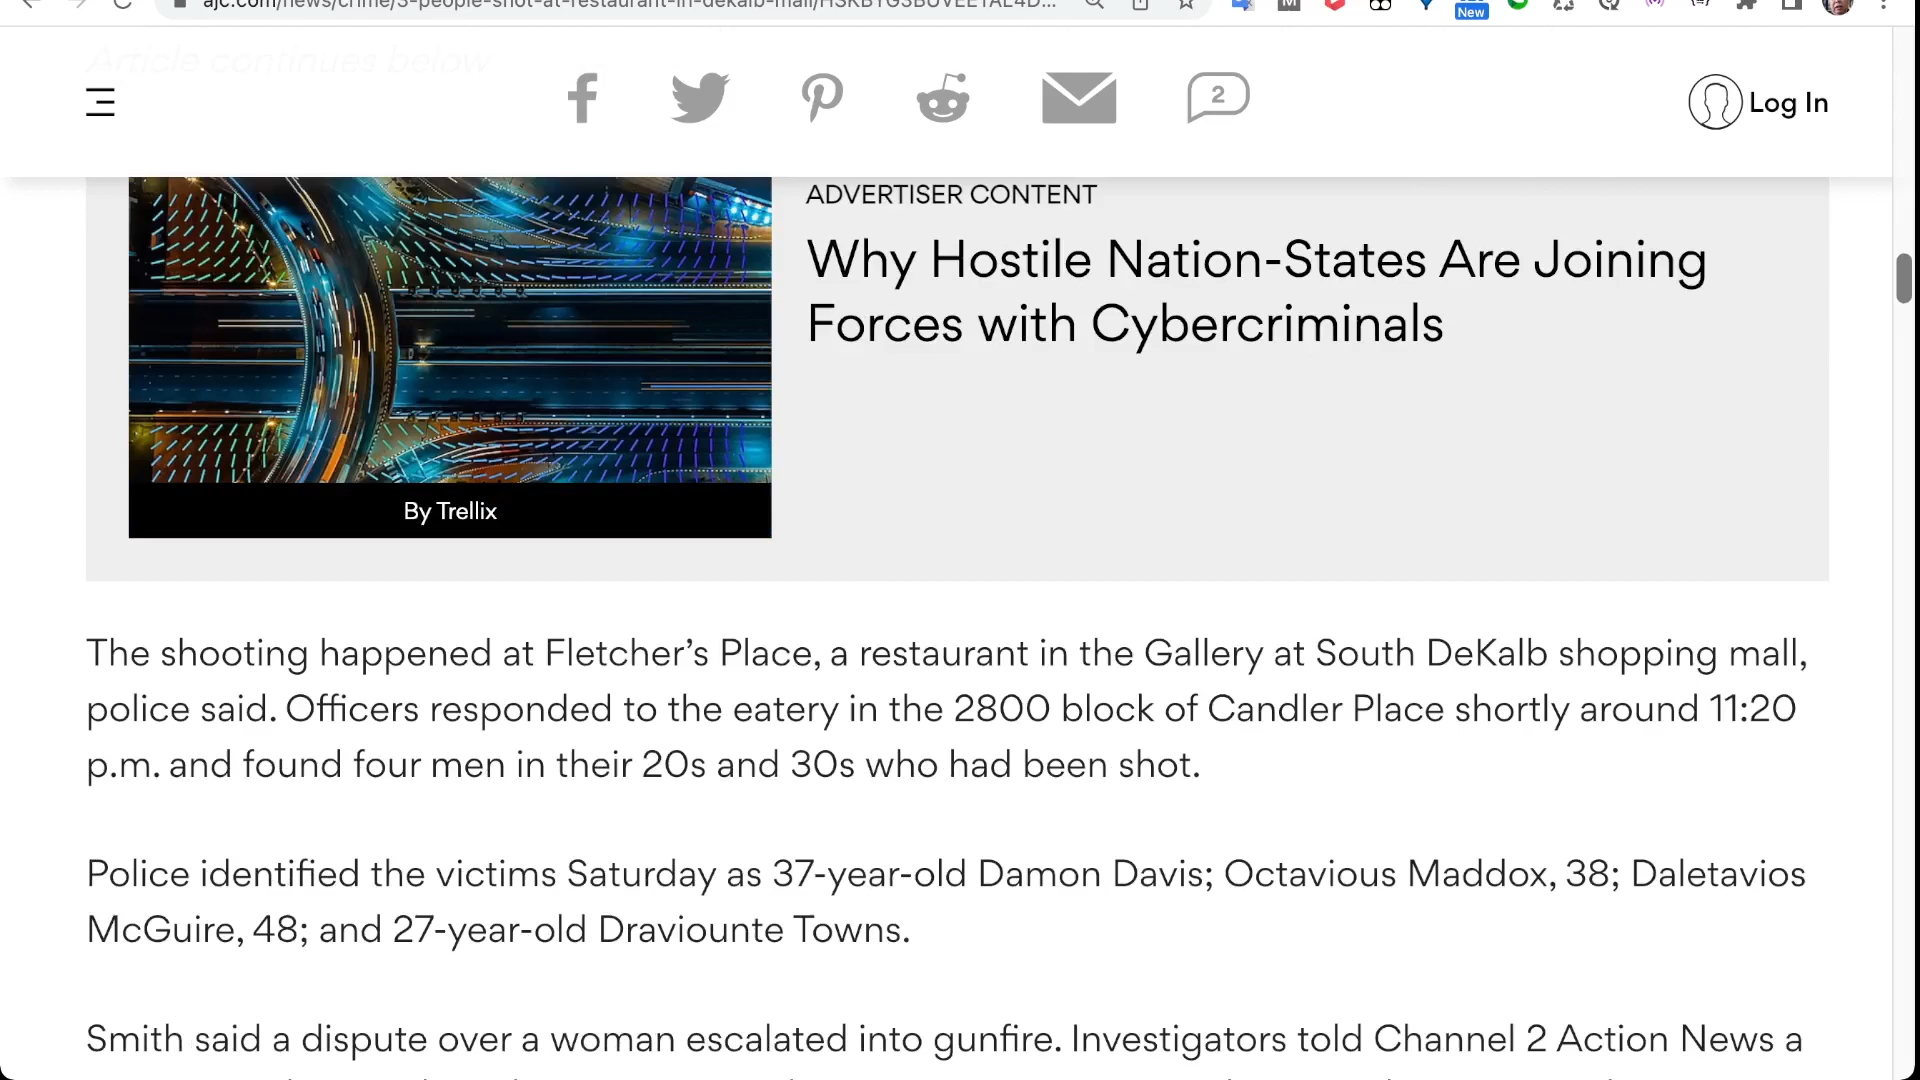 Article continues below
2
Log In
ADVERTISER CONTENT
Why Hostile Nation-States Are Joining
Forces with Cybercriminals
By Trellix
The shooting happened at Fletcher’s Place, a restaurant in the Gallery at South DeKalb shopping mall,
police said. Officers responded to the eatery in the 2800 block of Candler Place shortly around 11:20
p.m. and found four men in their 20s and 30s who had been shot.
Police identified the victims Saturday as 37-year-old Damon Davis; Octavious Maddox, 38; Daletavios
McGuire, 48; and 27-year-old Draviounte Towns.
Smith said a dispute over a woman escalated into gunfire. Investigators told Channel 2 Action News a
New